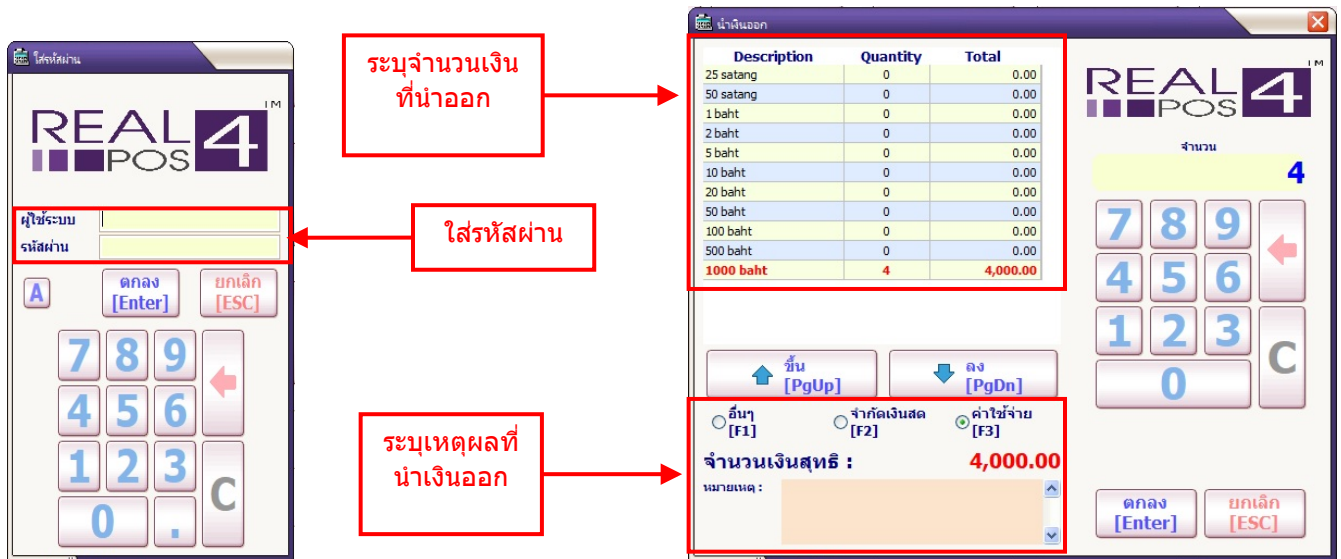 ใส่รหัสผ่าน
REAL
POS
4
TM
ผู้ใช้ระบบ
รหัสผ่าน
A
ตกลง
[Enter]
ยกเลิก
[ESC]
7 8 9
4 5 6
1 2 3
C
0 .
ระบุจำนวนเงิน
ที่นำออก
ใส่รหัสผ่าน
ระบุเหตุผลที่
นำเงินออก
นำเงินออก
Description Quantity Total
25 satang 0 0.00
50 satang 0 0.00
1 baht 0 0.00
2 baht 0 0.00
5 baht 0 0.00
10 baht 0 0.00
20 baht 0 0.00
50 baht 0 0.00
100 baht 0 0.00
500 baht 0 0.00
1000 baht 4 4,000.00
ขึ้น
[PgUp]
ลง
[PgDn]
อื่นๆ
[F1]
จำกัดเงินสด
[F2]
ค่าใช้จ่าย
[F3]
จำนวนเงินสุทธิ : 4,000.00
หมายเหตุ :
REAL
POS
4
TM
จำนวน
4
7 8 9
4 5 6
1 2 3
C
0
ตกลง
[Enter]
ยกเลิก
[ESC]